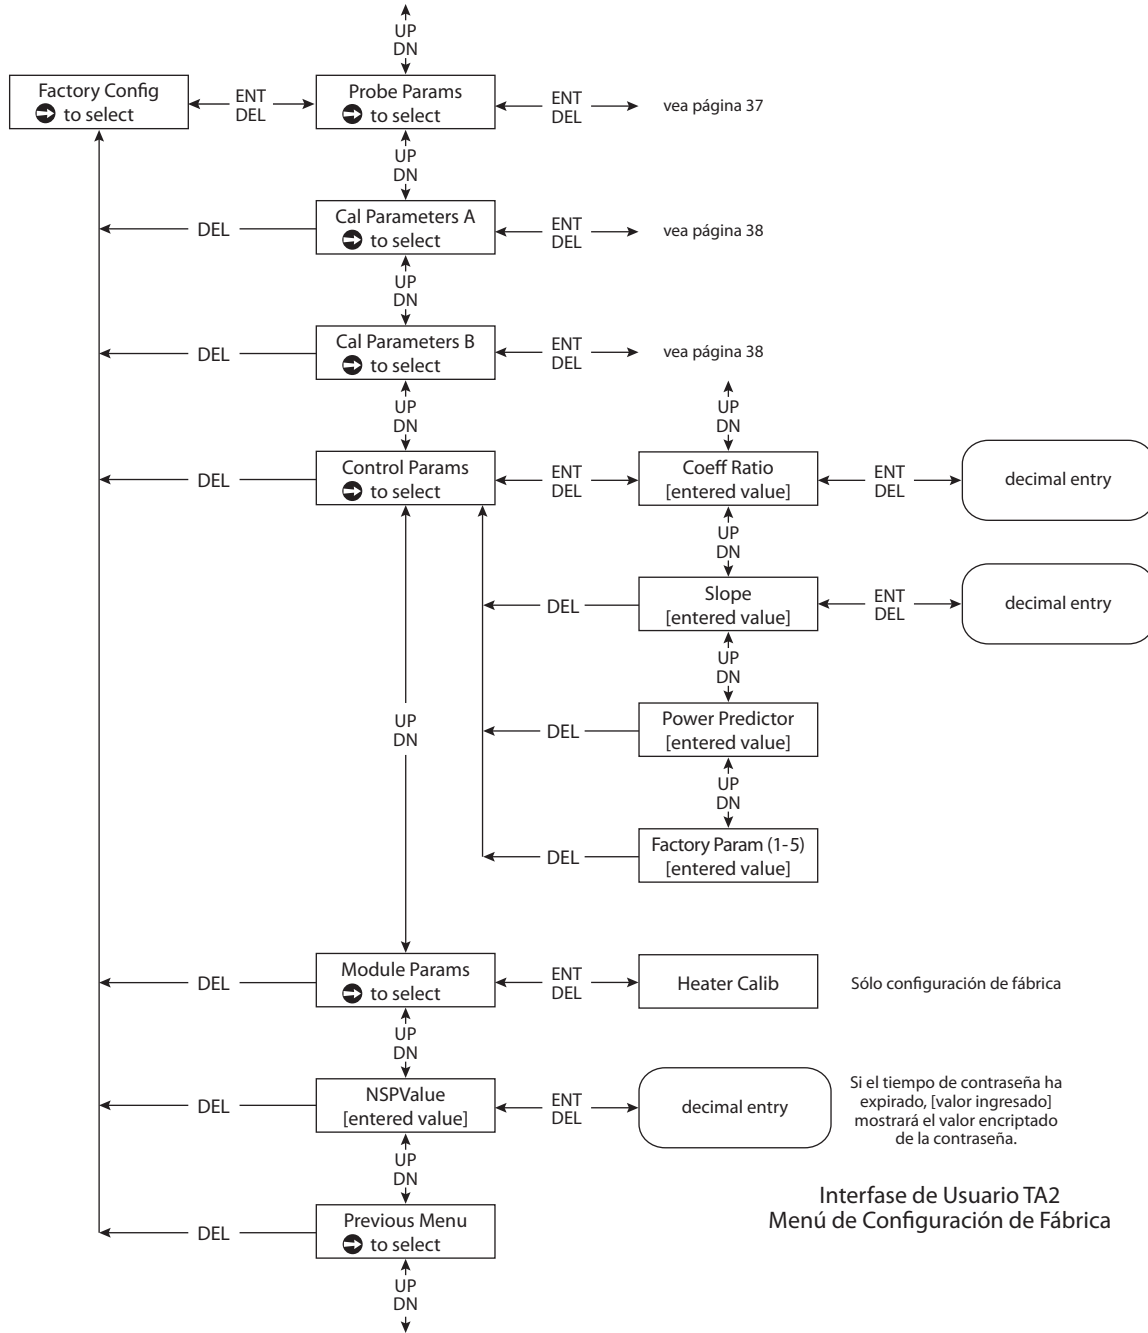 UP
DN
Factory Config
to select
ENT
DEL
Probe Params
to select
ENT
DEL
vea página 37
UP
DN
DEL
Cal Parameters A
to select
ENT
DEL
vea página 38
UP
DN
DEL
Cal Parameters B
to select
ENT
DEL
vea página 38
UP
DN
UP
DN
DEL
Control Params
to select
ENT
DEL
Coeff Ratio
[entered value]
ENT
DEL
decimal entry
UP
DN
DEL
Slope
[entered value]
ENT
DEL
decimal entry
UP
DN
UP
DN
DEL
Power Predictor
[entered value]
UP
DN
DEL
Factory Param (1-5)
[entered value]
DEL
Module Params
to select
ENT
DEL
Heater Calib
Sólo configuración de fábrica
UP
DN
DEL
NSPValue
[entered value]
ENT
DEL
decimal entry
Si el tiempo de contraseña ha
expirado, [valor ingresado]
mostrará el valor encriptado
de la contraseña.
UP
DN
DEL
Previous Menu
to select
UP
DN
Interfase de Usuario TA2
Menú de Configuración de Fábrica